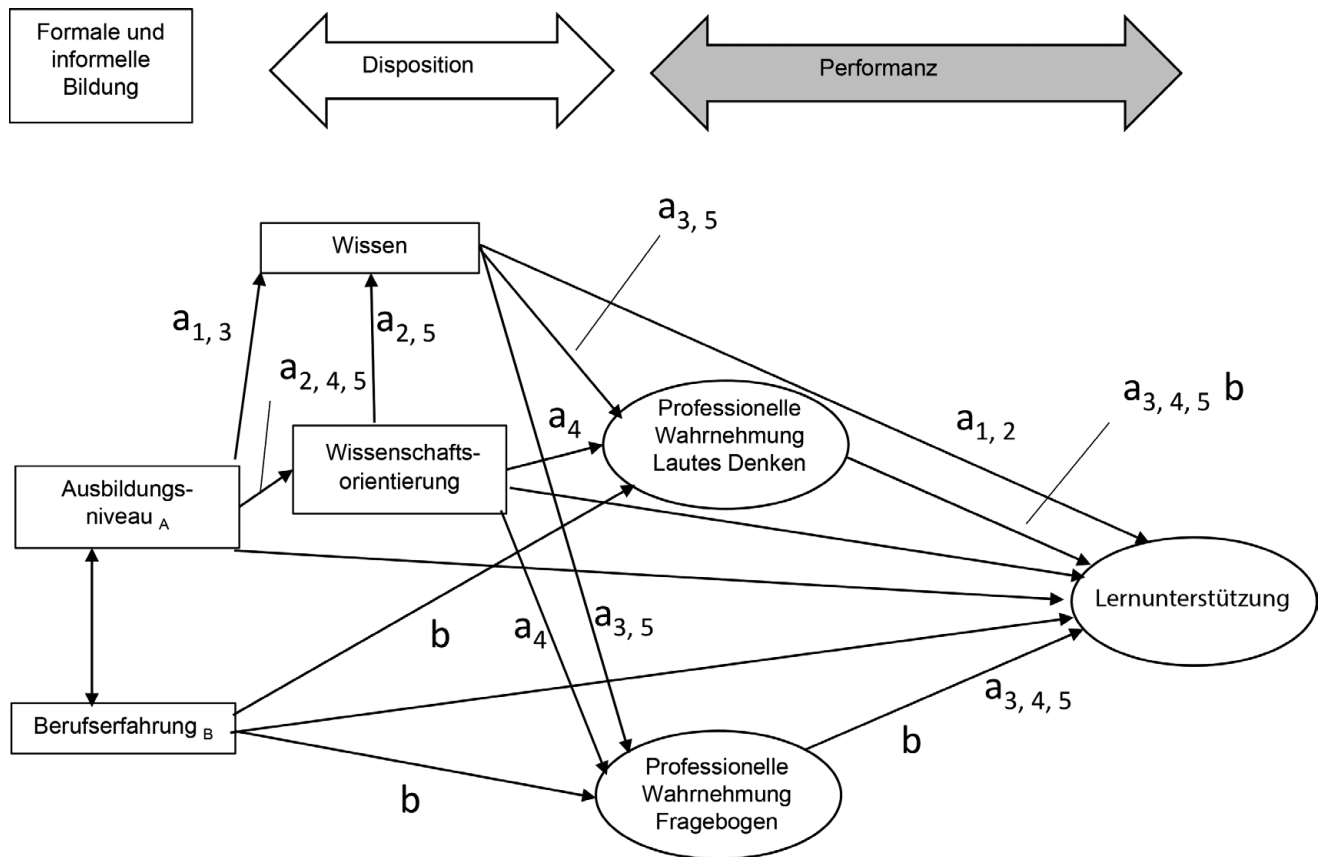 Formale und
informelle
Bildung
Disposition
Performanz
a3, 5
Wissen
a1, 3
a2, 5
a2, 4, 5
a3, 4, 5 b
Professionelle
Wahrnehmung
Lautes Denken
a1, 2
a4
Wissenschafts-
orientierung
Ausbildungs-
niveau A
Lernunterstützung
b
a4
a3, 5
a3, 4, 5
b
Berufserfahrung B
Professionelle
Wahrnehmung
Fragebogen
b